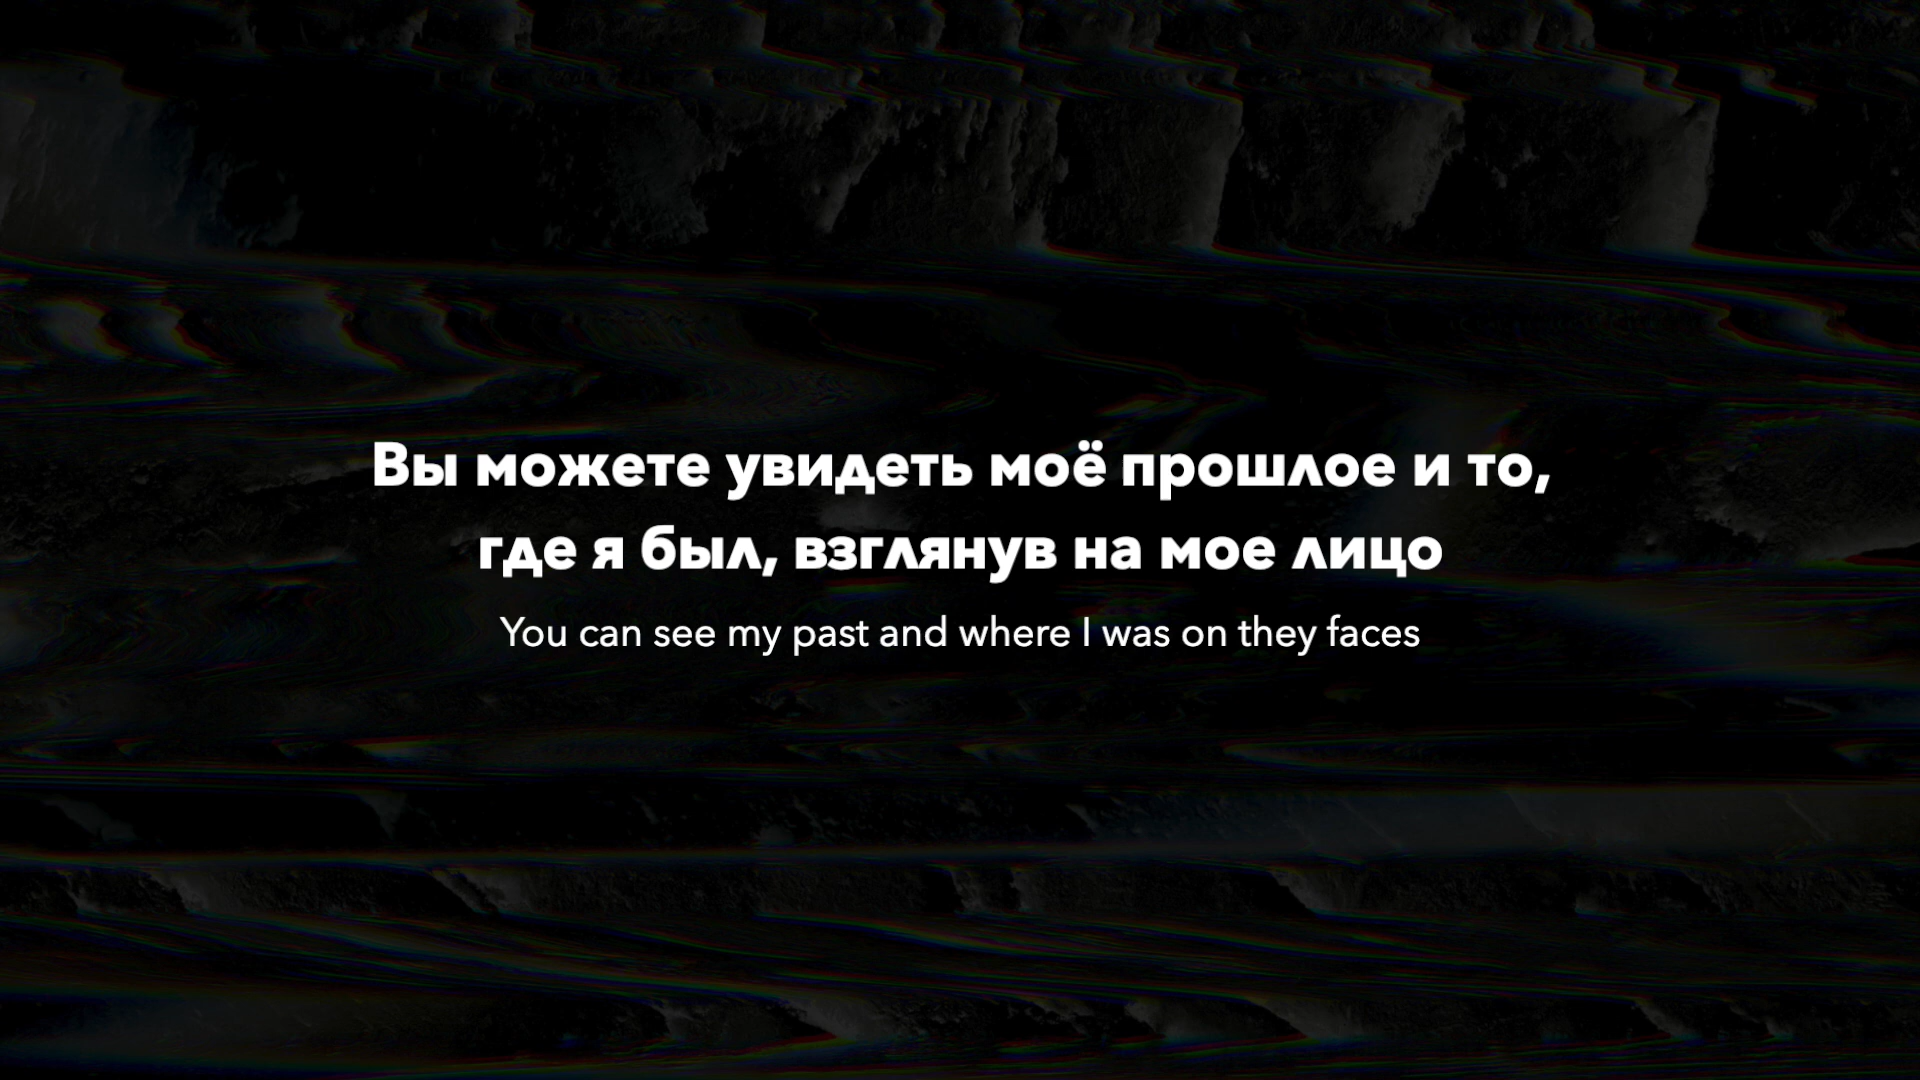 Вы можете увидеть моё прошлое и то,
где я был, взглянув на мое лицо
You can see my past and where I was on they faces